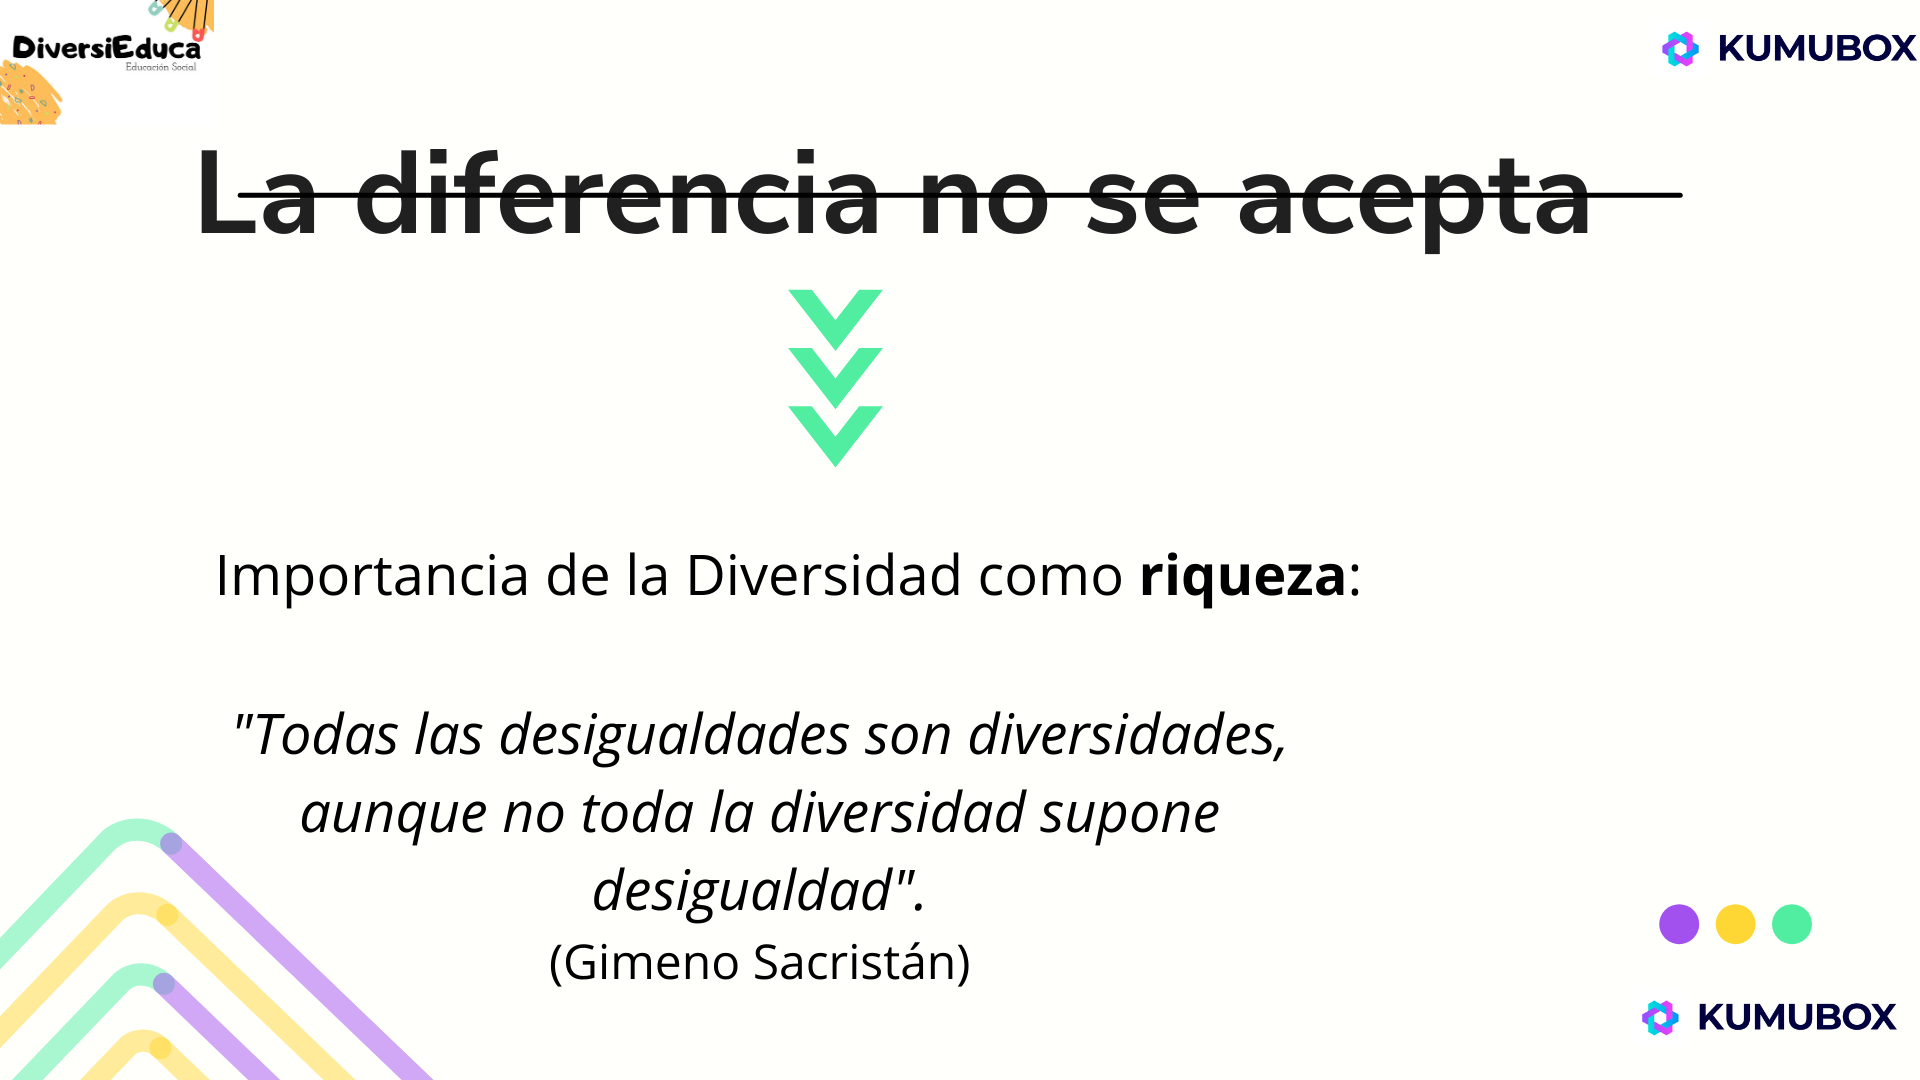 DiversiEduca
Educación Social
KUMUBOX
La diferencia no se acepta
Importancia de la Diversidad como riqueza:
"Todas las desigualdades son diversidades,
aunque no toda la diversidad supone
desigualdad".
(Gimeno Sacristán)
KUMUBOX